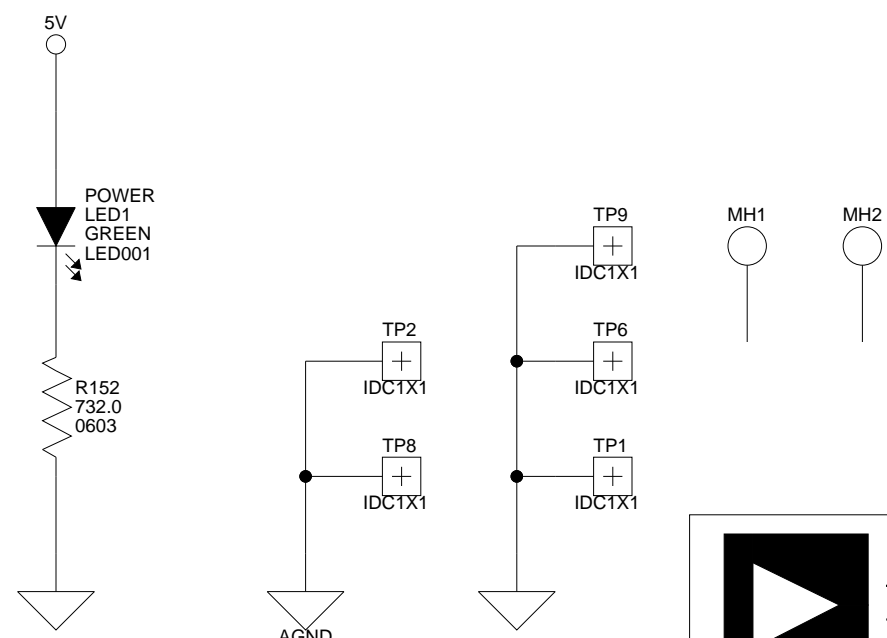 5V
POWER
LED1
GREEN
LED001
R152
732.0
0603
TP2
IDC1X1
TP8
IDC1X1
AGND
TP9
IDC1X1
TP6
IDC1X1
TP1
IDC1X1
MH1
MH2